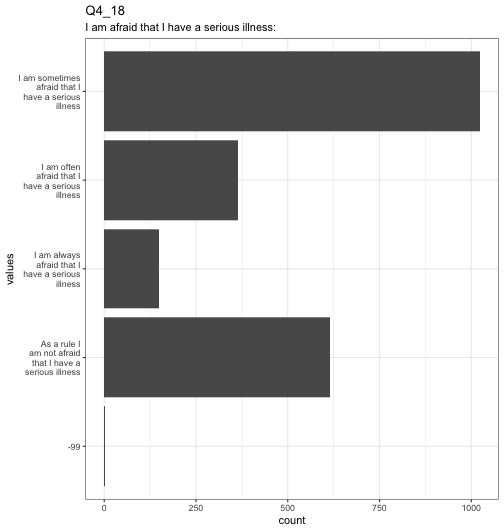 Q4_18
I am afraid that I have a serious illness:
I am sometimes
afraid that I
have a serious
illness
I am often
afraid that I
have a serious
illness
I am always
afraid that I
have a serious
illness
As a rule I
am not afraid
that I have a
serious illness
-99
values
0 250 500 750 1000
count